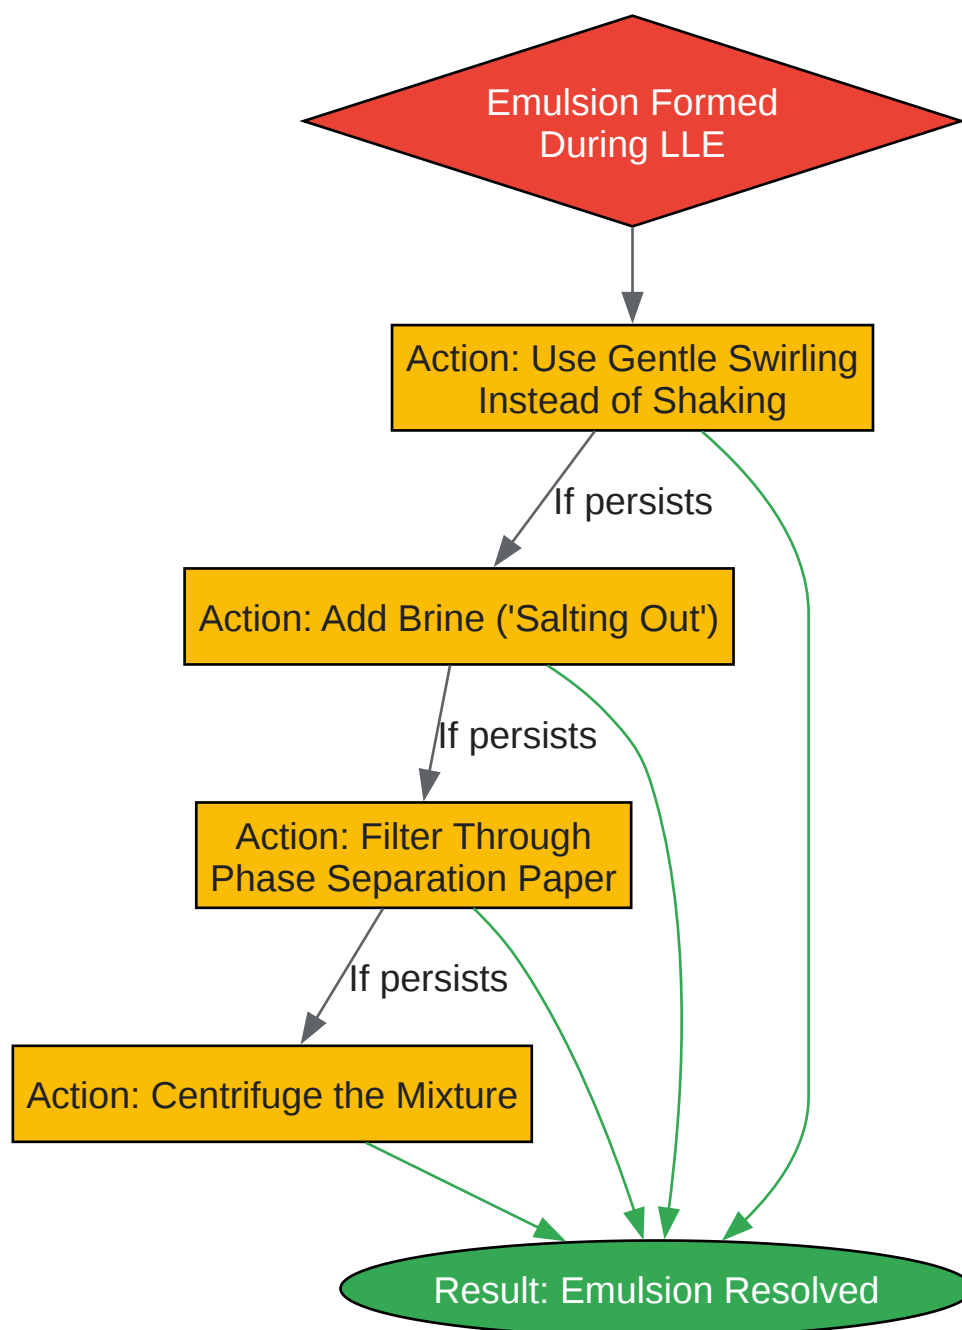 Emulsion Formed
During LLE
Action: Use Gentle Swirling
Instead of Shaking
If persists
Action: Add Brine ('Salting Out')
If persists
Action: Filter Through
Phase Separation Paper
If persists
Action: Centrifuge the Mixture
Result: Emulsion Resolved